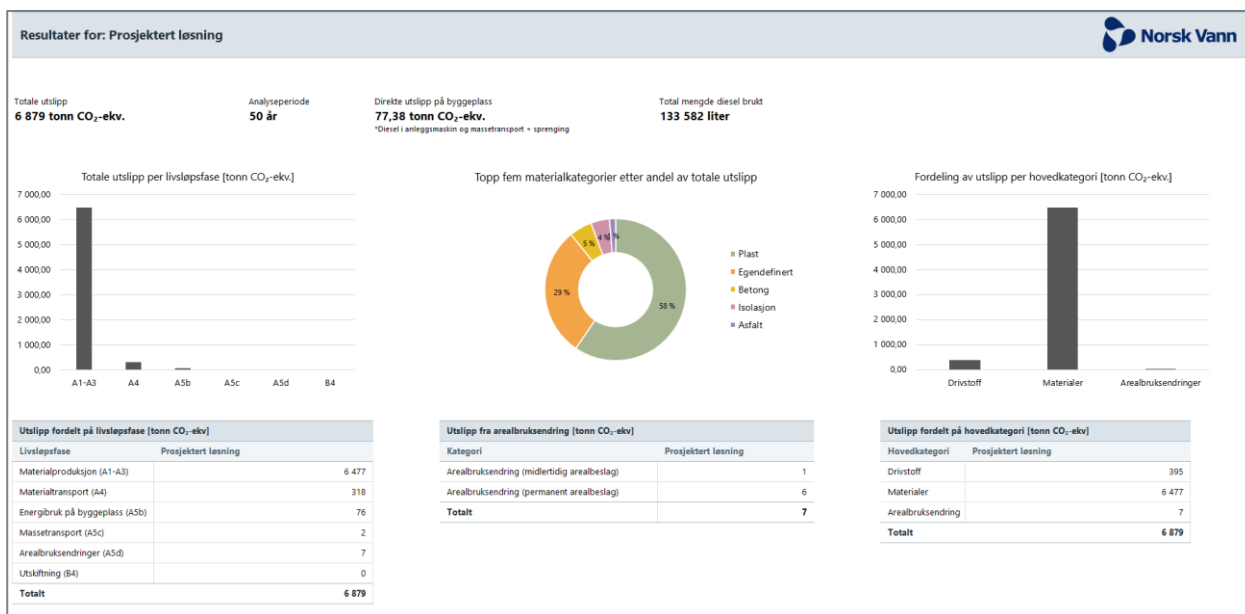 Resultater for: Prosjektert løsning
Norsk Vann
Totale utslipp
6 879 tonn CO₂-ekv.
Analyseperiode
50 år
Direkte utslipp på byggeplass
77,38 tonn CO₂-ekv.
*Diesel i anleggsmaskin og massetransport + sprenging
Total mengde diesel brukt
133 582 liter
Totale utslipp per livsløpsfase [tonn CO₂-ekv.]
7 000,00
6 000,00
5 000,00
4 000,00
3 000,00
2 000,00
1 000,00
0,00
A1-A3 A4 A5b A5c A5d B4
Topp fem materialkategorier etter andel av totale utslipp
58 %
29 %
5 %
4 %
Plast
Egendefinert
Betong
Isolasjon
Asfalt
Fordeling av utslipp per hovedkategori [tonn CO₂-ekv.]
7 000,00
6 000,00
5 000,00
4 000,00
3 000,00
2 000,00
1 000,00
0,00
Drivstoff Materialer Arealbruksendringer
Utslipp fordelt på livsløpsfase [tonn CO₂-ekv]
Livsløpsfase Prosjektert løsning
Materialproduksjon (A1-A3) 6 477
Materialtransport (A4) 318
Energibruk på byggeplass (A5b) 76
Massetransport (A5c) 2
Arealbruksendringer (A5d) 7
Utskiftning (B4) 0
Totalt 6 879
Utslipp fra arealbruksendring [tonn CO₂-ekv]
Kategori Prosjektert løsning
Arealbruksendring (midlertidig arealbeslag) 1
Arealbruksendring (permanent arealbeslag) 6
Totalt 7
Utslipp fordelt på hovedkategori [tonn CO₂-ekv]
Hovedkategori Prosjektert løsning
Drivstoff 395
Materialer 6 477
Arealbruksendring 7
Totalt 6 879